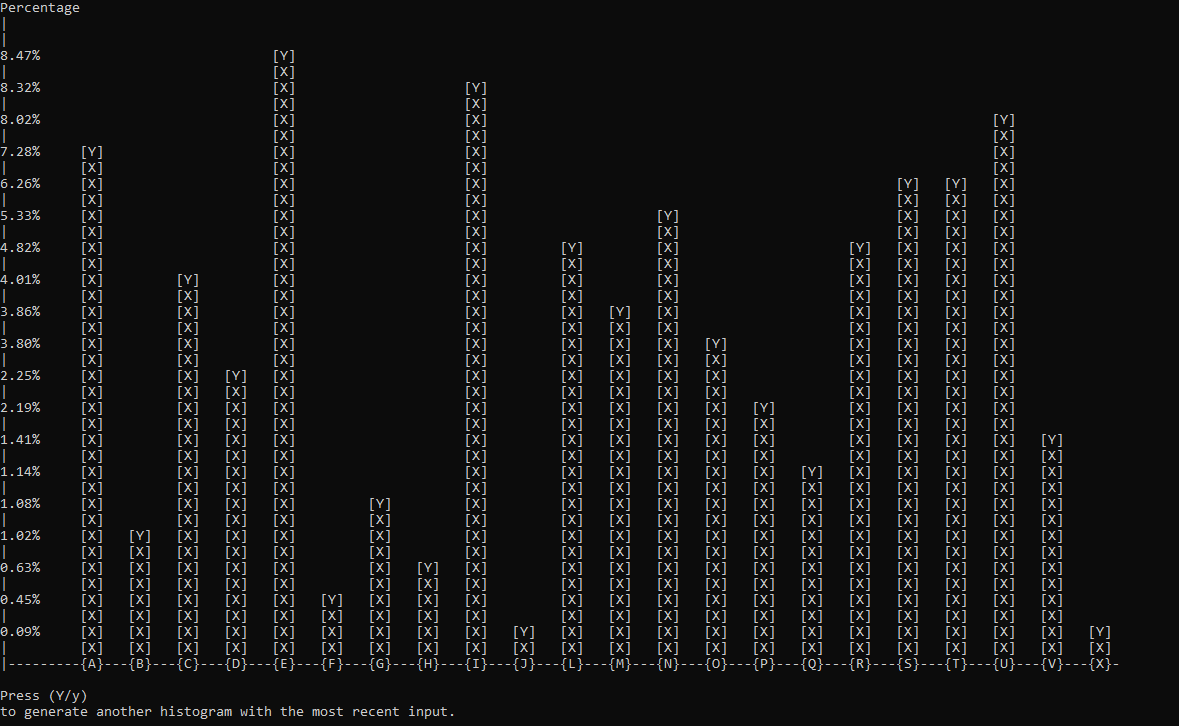 Percentage
|
|
8.47% [Y]
| [X]
8.32% [X] [Y]
| [X] [X]
8.02% [X] [X] [Y]
| [X] [X] [X]
7.28% [Y] [X] [X] [X]
| [X] [X] [X] [X]
6.26% [X] [X] [X] [Y] [Y] [X]
| [X] [X] [X] [X] [X] [X]
5.33% [X] [X] [X] [Y] [X] [X] [X]
| [X] [X] [X] [X] [X] [X] [X]
4.82% [X] [X] [X] [Y] [X] [Y] [X] [X] [X]
| [X] [X] [X] [X] [X] [X] [X] [X] [X]
4.01% [X] [Y] [X] [X] [X] [X] [X] [X] [X] [X]
| [X] [X] [X] [X] [X] [X] [X] [X] [X] [X]
3.86% [X] [X] [X] [X] [X] [Y] [X] [X] [X] [X] [X]
| [X] [X] [X] [X] [X] [X] [X] [X] [X] [X] [X]
3.80% [X] [X] [X] [X] [X] [X] [X] [Y] [X] [X] [X] [X]
| [X] [X] [X] [X] [X] [X] [X] [X] [X] [X] [X] [X]
2.25% [X] [X] [Y] [X] [X] [X] [X] [X] [X] [X] [X] [X] [X]
| [X] [X] [X] [X] [X] [X] [X] [X] [X] [X] [X] [X] [X]
2.19% [X] [X] [X] [X] [X] [X] [X] [X] [X] [Y] [X] [X] [X] [X]
| [X] [X] [X] [X] [X] [X] [X] [X] [X] [X] [X] [X] [X] [X]
1.41% [X] [X] [X] [X] [X] [X] [X] [X] [X] [X] [X] [X] [X] [X] [Y]
| [X] [X] [X] [X] [X] [X] [X] [X] [X] [X] [X] [X] [X] [X] [X]
1.14% [X] [X] [X] [X] [X] [X] [X] [X] [X] [X] [Y] [X] [X] [X] [X] [X]
| [X] [X] [X] [X] [X] [X] [X] [X] [X] [X] [X] [X] [X] [X] [X] [X]
1.08% [X] [X] [X] [X] [Y] [X] [X] [X] [X] [X] [X] [X] [X] [X] [X] [X] [X]
| [X] [X] [X] [X] [X] [X] [X] [X] [X] [X] [X] [X] [X] [X] [X] [X] [X]
1.02% [X] [Y] [X] [X] [X] [X] [X] [X] [X] [X] [X] [X] [X] [X] [X] [X] [X] [X]
| [X] [X] [X] [X] [X] [X] [X] [X] [X] [X] [X] [X] [X] [X] [X] [X] [X] [X]
0.63% [X] [X] [X] [X] [X] [X] [Y] [X] [X] [X] [X] [X] [X] [X] [X] [X] [X] [X] [X]
| [X] [X] [X] [X] [X] [X] [X] [X] [X] [X] [X] [X] [X] [X] [X] [X] [X] [X] [X]
0.45% [X] [X] [X] [X] [X] [Y] [X] [X] [X] [X] [X] [X] [X] [X] [X] [X] [X] [X] [X] [X]
| [X] [X] [X] [X] [X] [X] [X] [X] [X] [X] [X] [X] [X] [X] [X] [X] [X] [X] [X] [X]
0.09% [X] [X] [X] [X] [X] [X] [X] [X] [X] [Y] [X] [X] [X] [X] [X] [X] [X] [X] [X] [X] [X] [Y]
| [X] [X] [X] [X] [X] [X] [X] [X] [X] [X] [X] [X] [X] [X] [X] [X] [X] [X] [X] [X] [X] [X]
|---------{A}---{B}---{C}---{D}---{E}---{F}---{G}---{H}---{I}---{J}---{L}---{M}---{N}---{O}---{P}---{Q}---{R}---{S}---{T}---{U}---{V}---{X}-
Press (Y/y)
to generate another histogram with the most recent input.